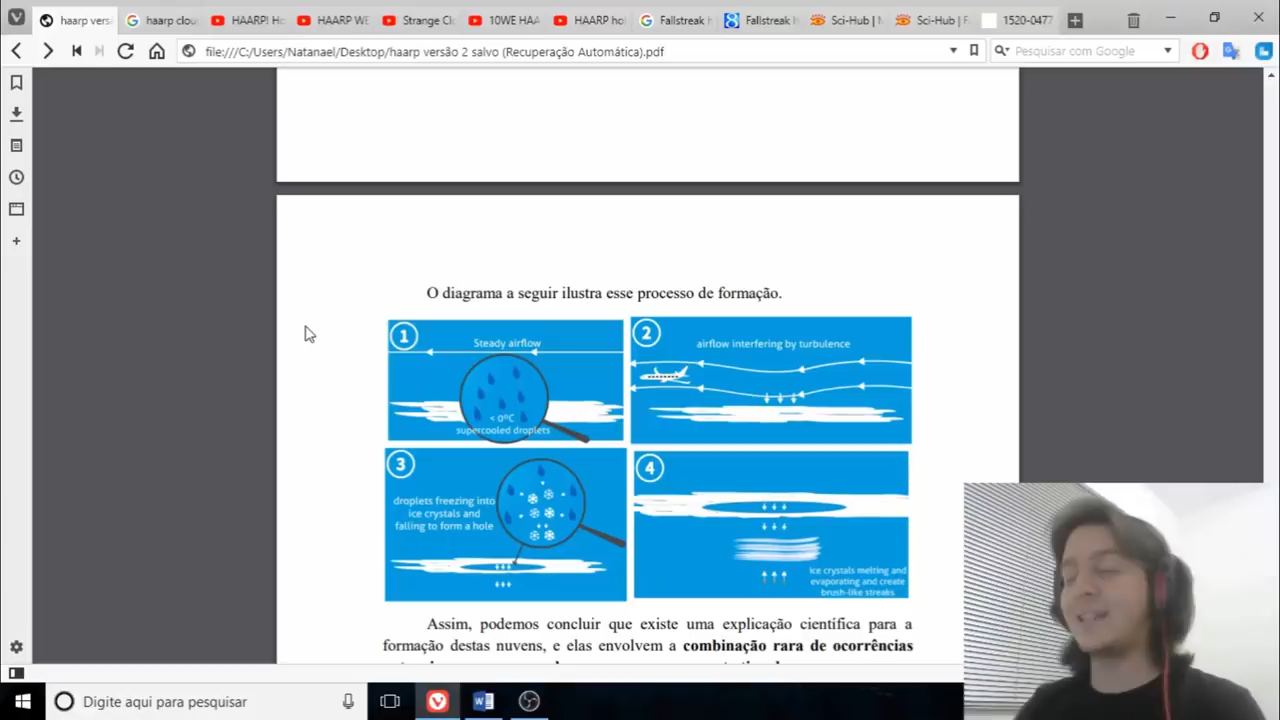 haarp vers
haarp clou
HAARP! Ho
HAARP WE
Strange Cl
10WE HAA
HAARP ho
Fallstreak h
Fallstreak
Sci-Hub | M
Sci-Hub | F
1520-0477
file:///C:/Users/Natanael/Desktop/haarp versão 2 salvo (Recuperação Automática).pdf
Pesquisar com Google
O diagrama a seguir ilustra esse processo de formação.
1
Steady airflow
< 0ºC
supercooled droplets
2
airflow interfering by turbulence
3
droplets freezing into
ice crystals and
falling to form a hole
4
ice crystals melting and
evaporating and create
brush-like streaks
Assim, podemos concluir que existe uma explicação científica para a
formação destas nuvens, e elas envolvem a combinação rara de ocorrências
Digite aqui para pesquisar